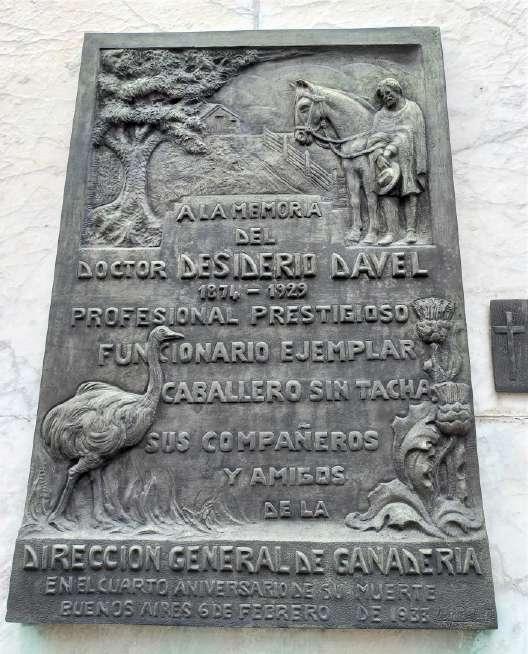 A LA MEMORIA
DEL
DOCTOR DESIDERIO DAVEL
1874 - 1929
PROFESIONAL PRESTIGIOSO
FUNCIONARIO EJEMPLAR
CABALLERO SIN TACHA
SUS COMPAÑEROS
Y AMIGOS
DE LA
DIRECCION GENERAL DE GANADERIA
EN EL CUARTO ANIVERSARIO DE SU MUERTE
BUENOS AIRES 6 DE FEBRERO DE 1933